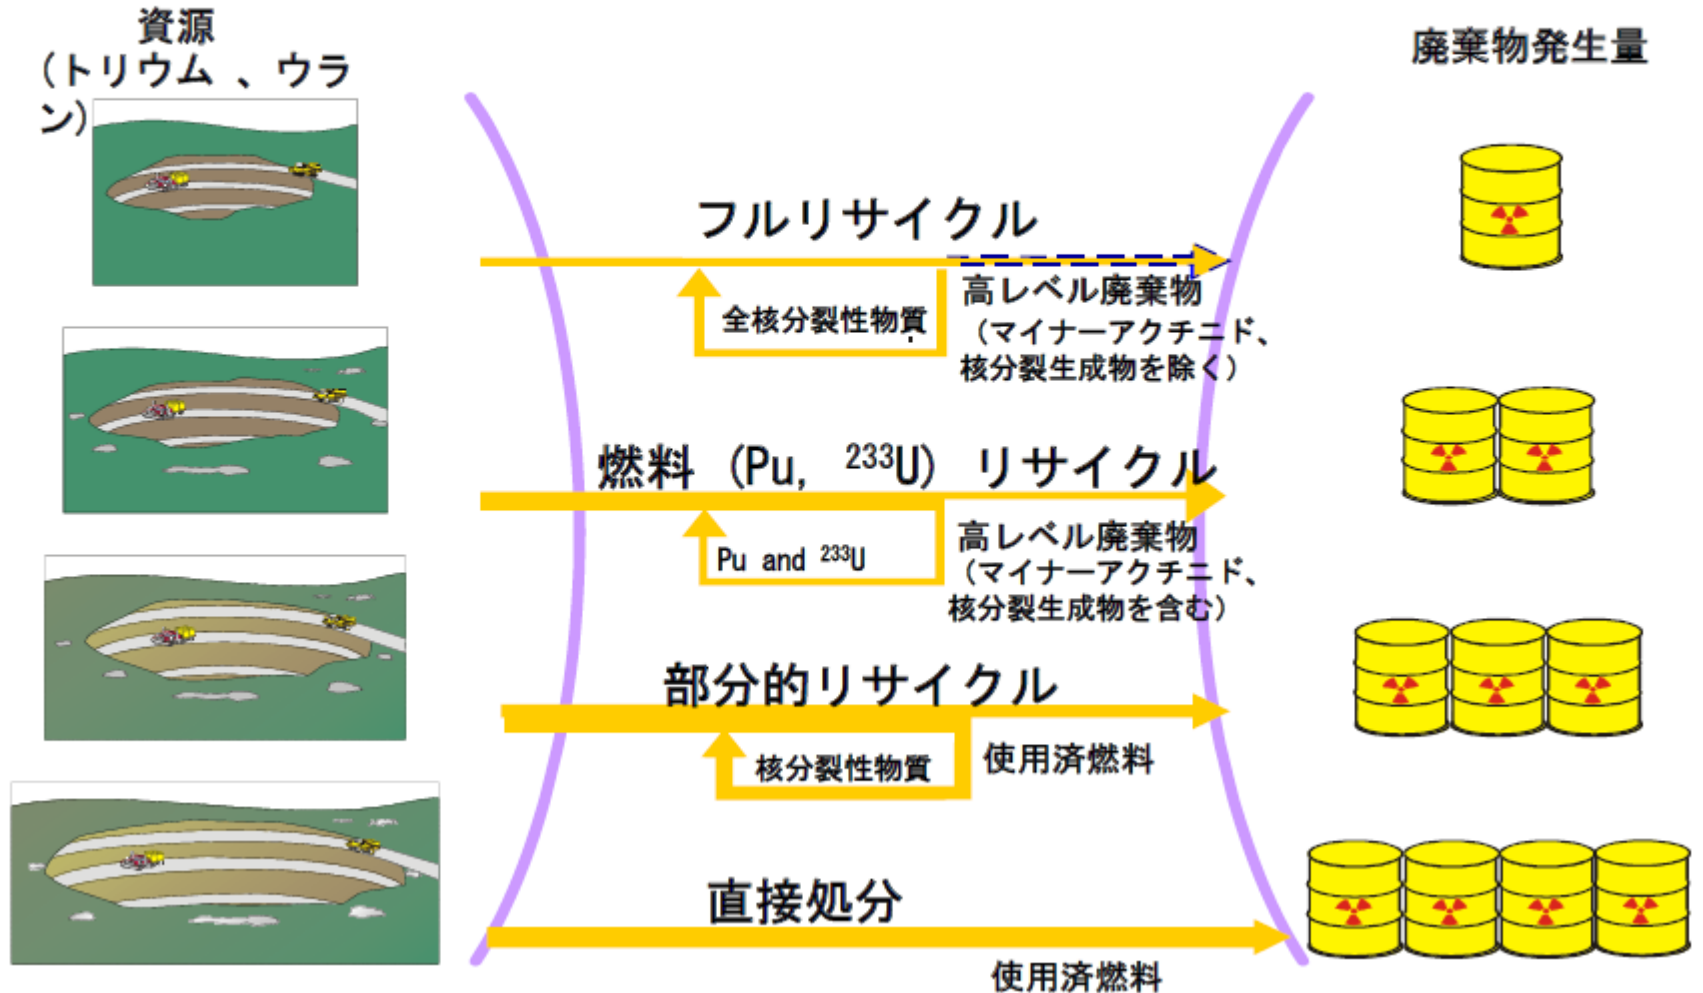 資源
（トリウム 、ウラ
ン）
廃棄物発生量
フルリサイクル
全核分裂性物質
高レベル廃棄物
（マイナーアクチニド、
核分裂生成物を除く）
燃料 (Pu, ²³³U) リサイクル
Pu and ²³³U
高レベル廃棄物
（マイナーアクチニド、
核分裂生成物を含む）
部分的リサイクル
核分裂性物質
使用済燃料
直接処分
使用済燃料